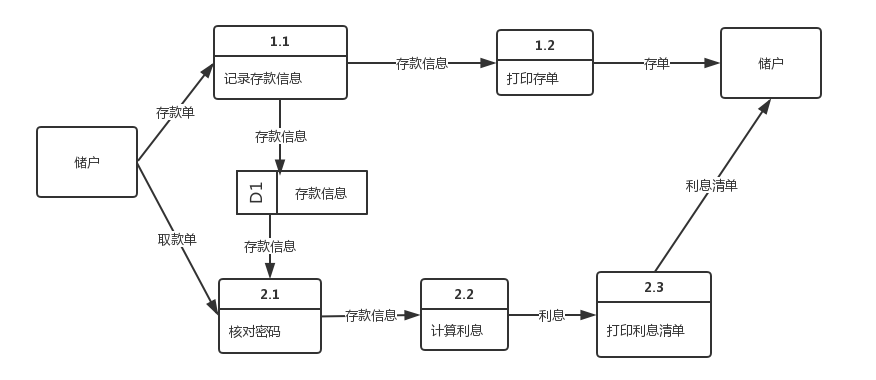 1.1
记录存款信息
存款信息
1.2
打印存单
存单
储户
存款单
存款信息
储户
D1
存款信息
利息清单
取款单
存款信息
2.1
核对密码
存款信息
2.2
计算利息
利息
2.3
打印利息清单